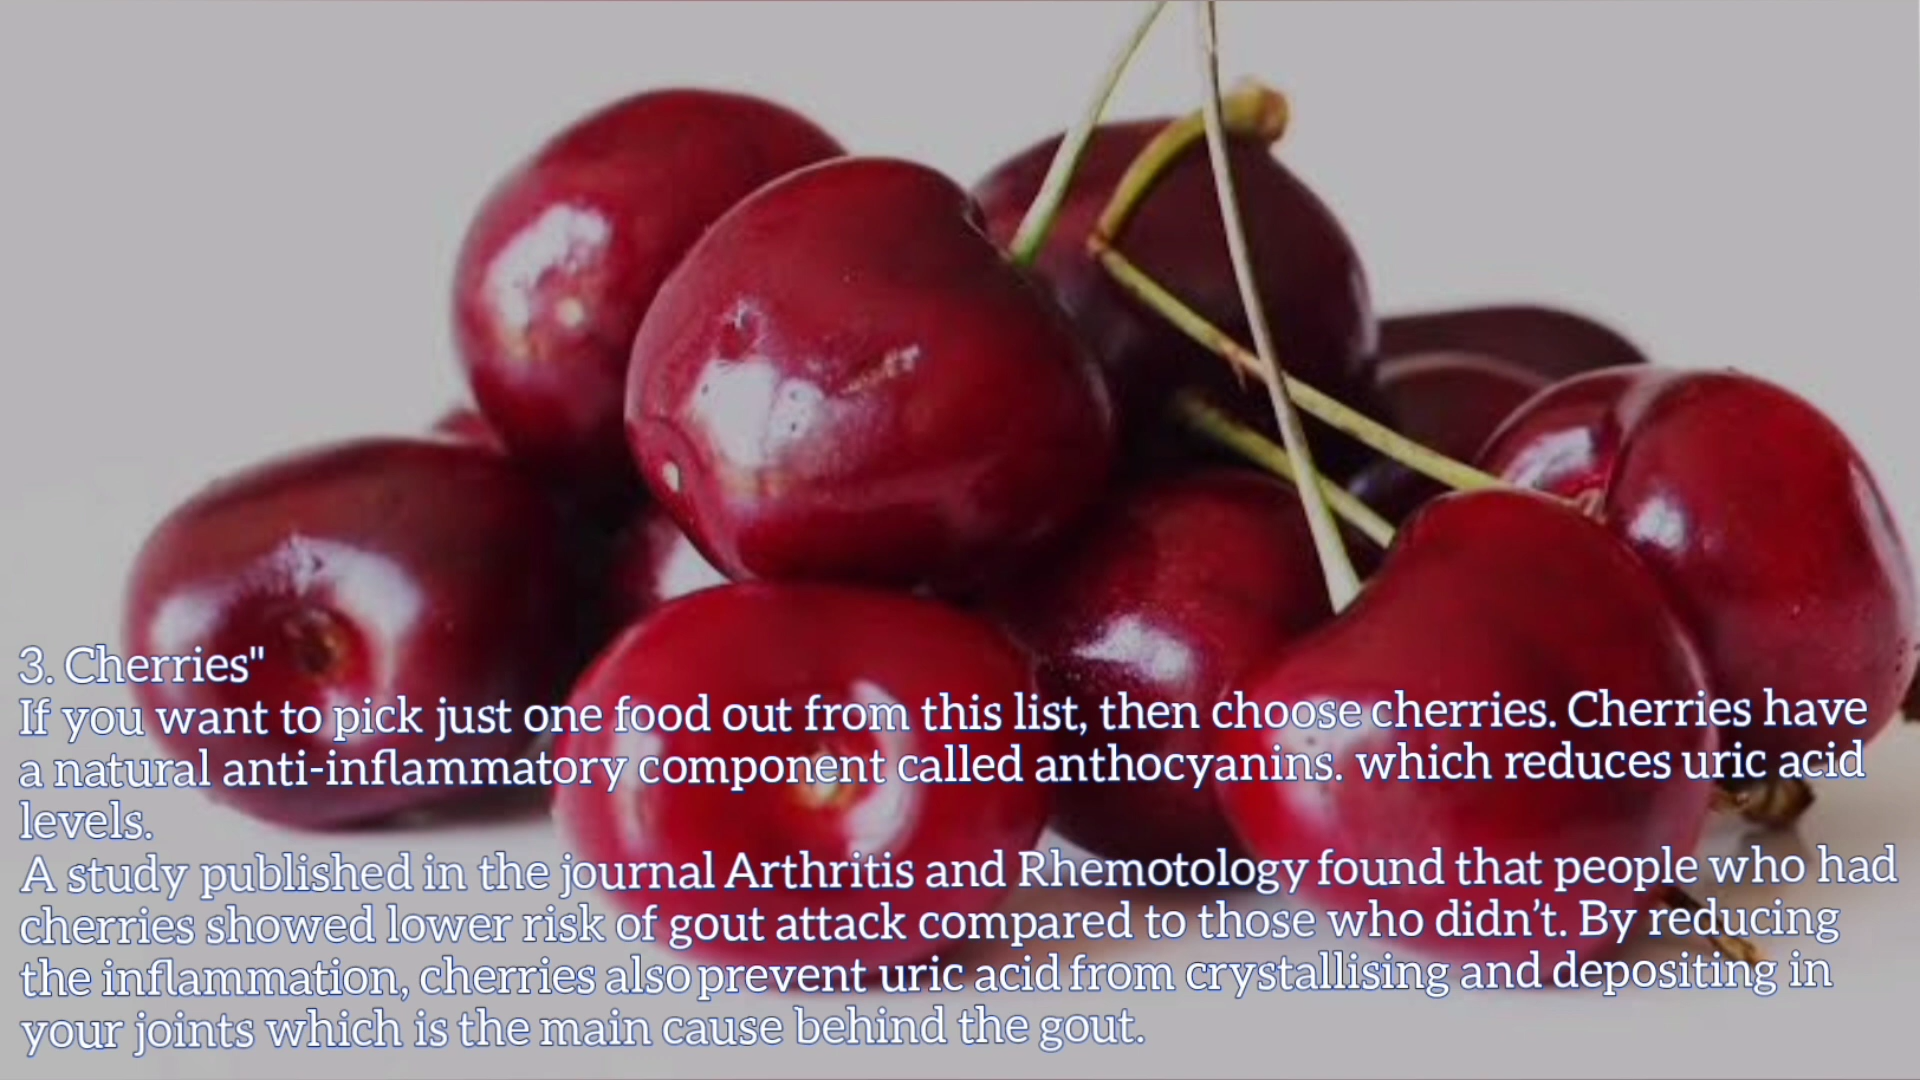 3. Cherries"
If you want to pick just one food out from this list, then choose cherries. Cherries have
a natural anti-inflammatory component called anthocyanins. which reduces uric acid
levels.
A study published in the journal Arthritis and Rhemotology found that people who had
cherries showed lower risk of gout attack compared to those who didn’t. By reducing
the inflammation, cherries also prevent uric acid from crystallising and depositing in
your joints which is the main cause behind the gout.